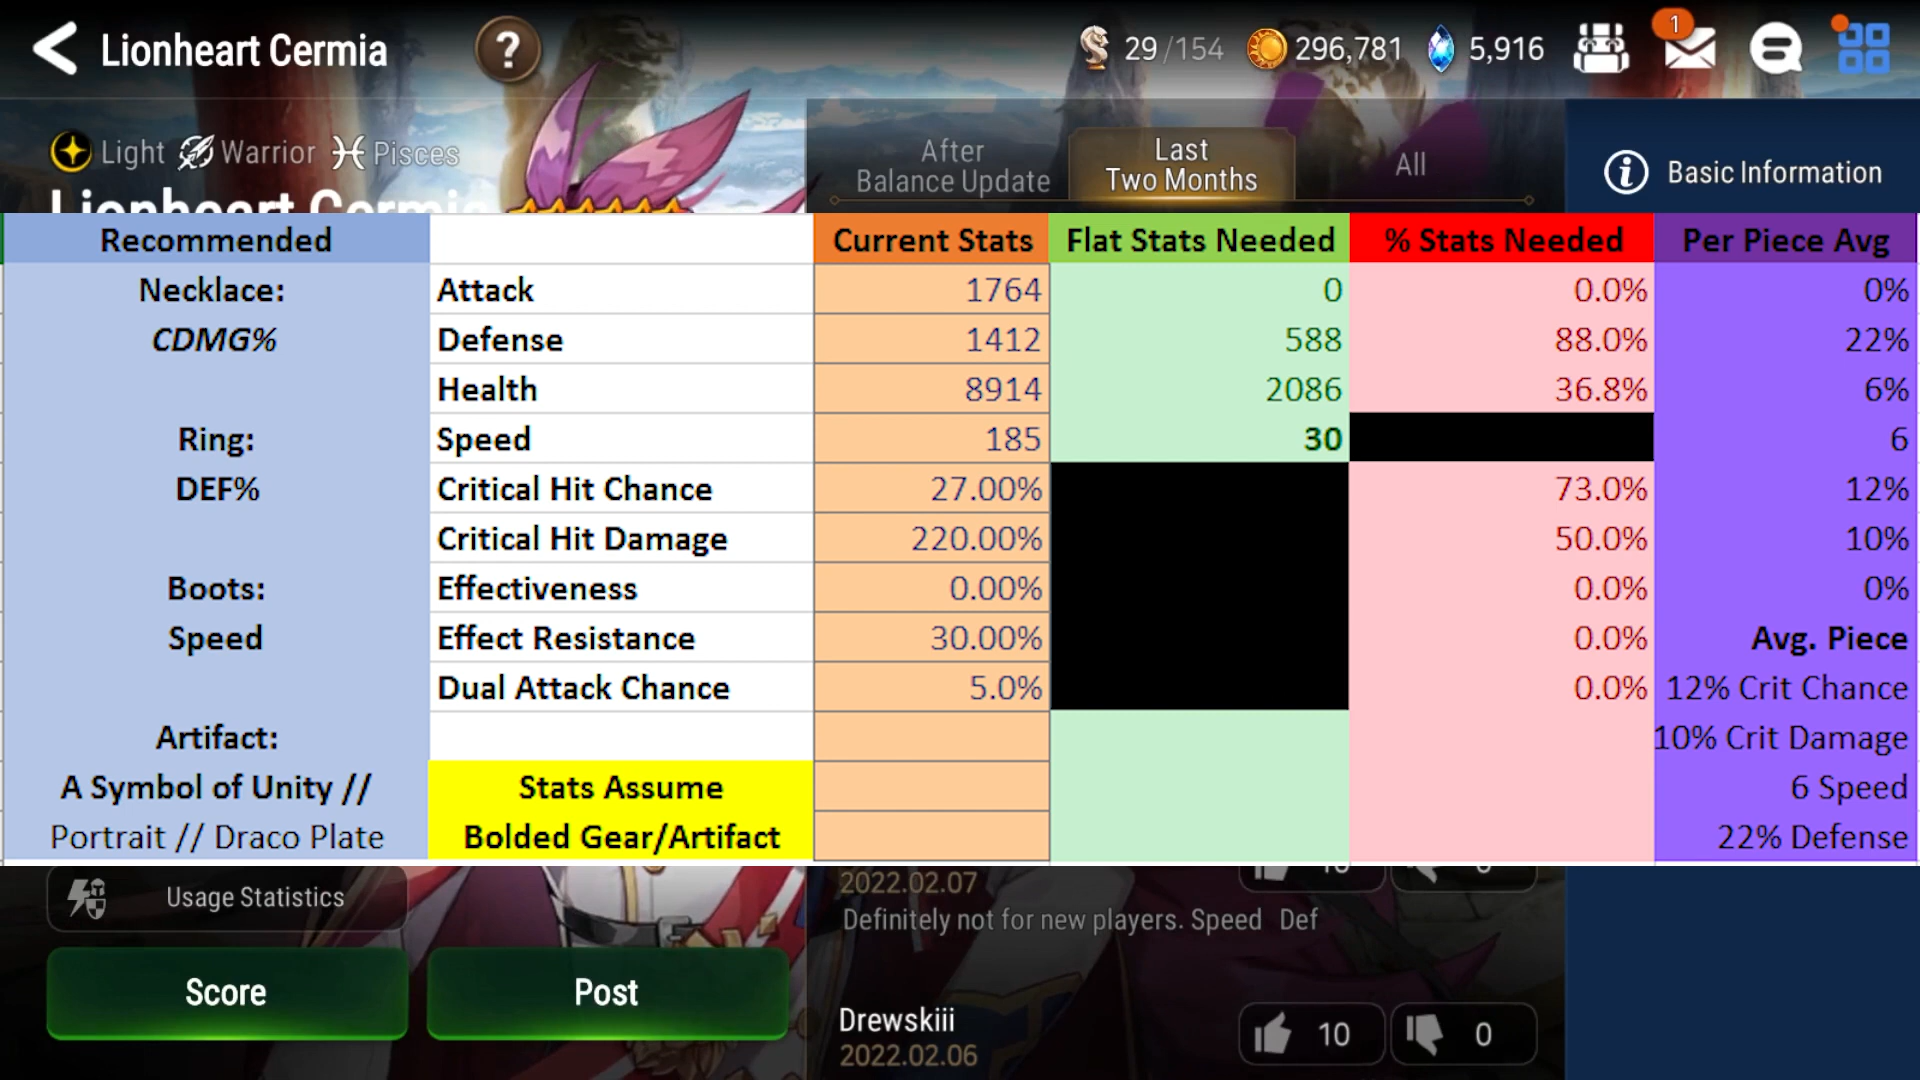 Lionheart Cermia
?
29/154
296,781
5,916
1
Light Warrior Pisces
Lionheart Cermia
After
Balance Update
Last
Two Months
All
Basic Information
Recommended
Current Stats
Flat Stats Needed
% Stats Needed
Per Piece Avg
Necklace:
Attack
1764
0
0.0%
0%
CDMG%
Defense
1412
588
88.0%
22%
Health
8914
2086
36.8%
6%
Ring:
Speed
185
30
6
DEF%
Critical Hit Chance
27.00%
73.0%
12%
Critical Hit Damage
220.00%
50.0%
10%
Boots:
Effectiveness
0.00%
0.0%
0%
Speed
Effect Resistance
30.00%
0.0%
Avg. Piece
Dual Attack Chance
5.0%
0.0%
12% Crit Chance
Artifact:
10% Crit Damage
A Symbol of Unity //
Stats Assume
6 Speed
Portrait // Draco Plate
Bolded Gear/Artifact
22% Defense
Usage Statistics
2022.02.07
Definitely not for new players. Speed Def
Score
Post
Drewskiii
2022.02.06
10
0